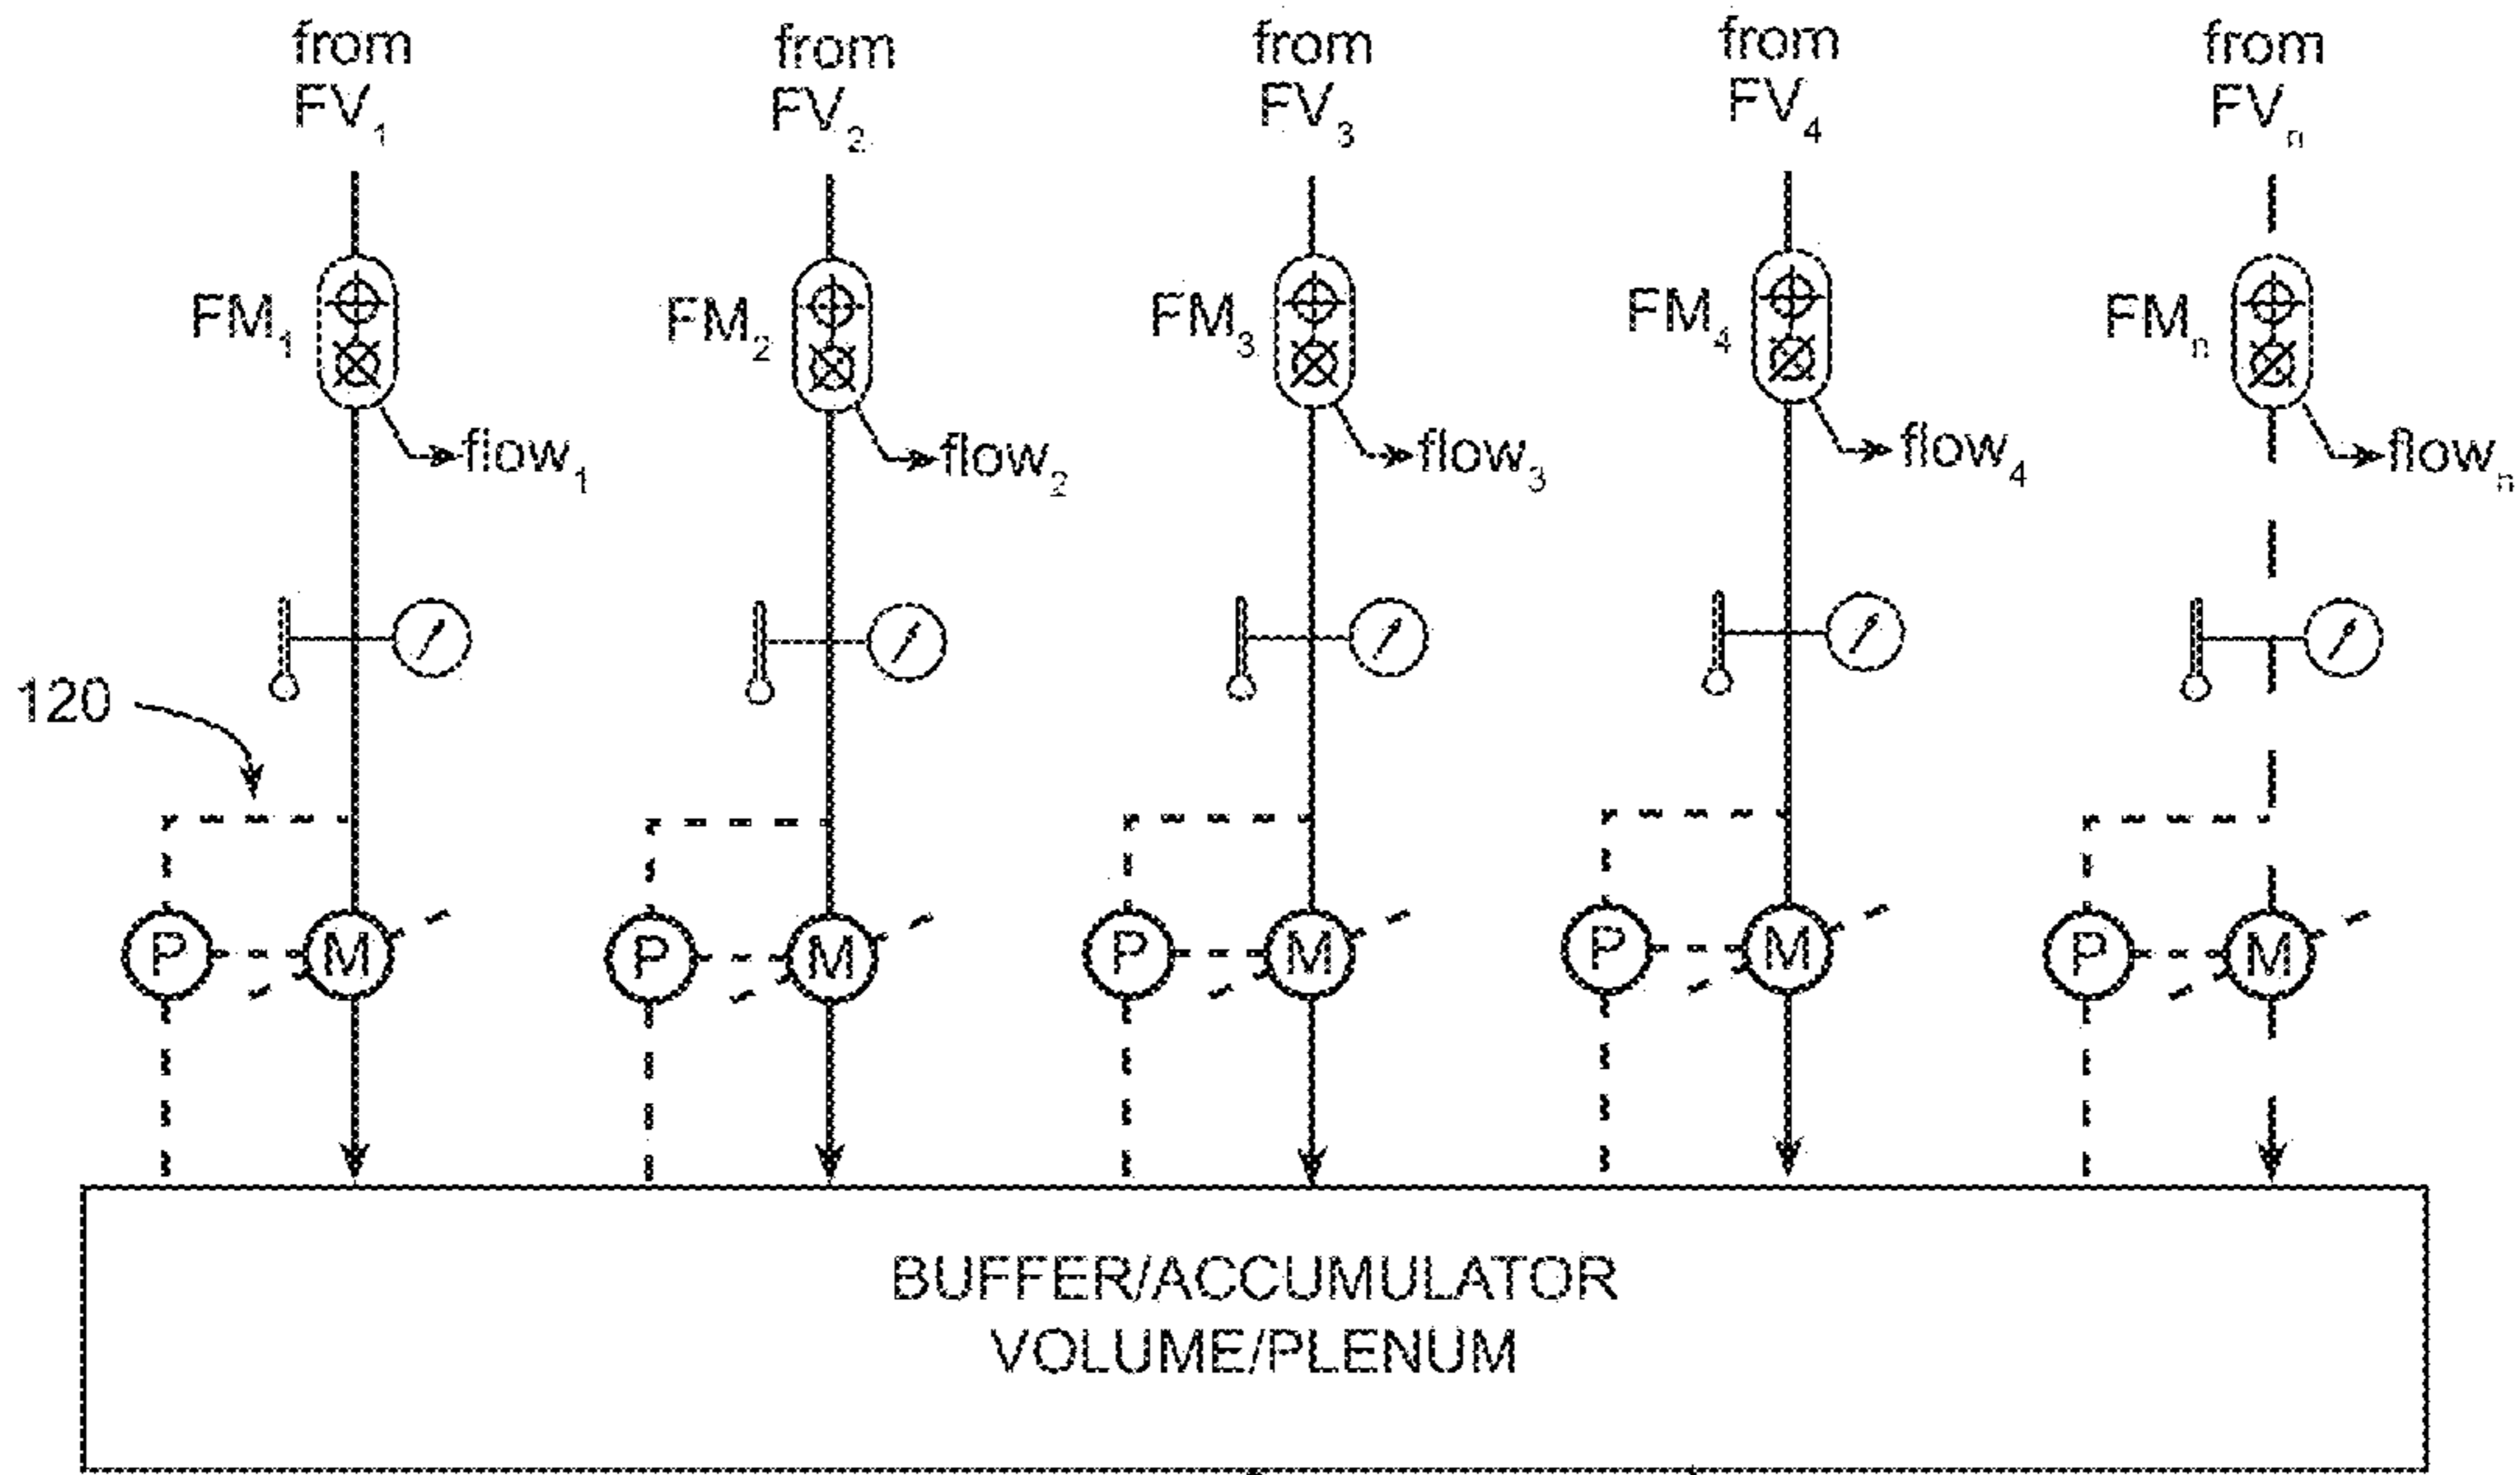 from from from from from
FV₁ FV₂ FV₃ FV₄ FVₙ
FM₁ FM₂ FM₃ FM₄ FMₙ
flow₁ flow₂ flow₃ flow₄ flowₙ
120
P M P M P M P M P M
BUFFER/ACCUMULATOR
VOLUME/PLENUM